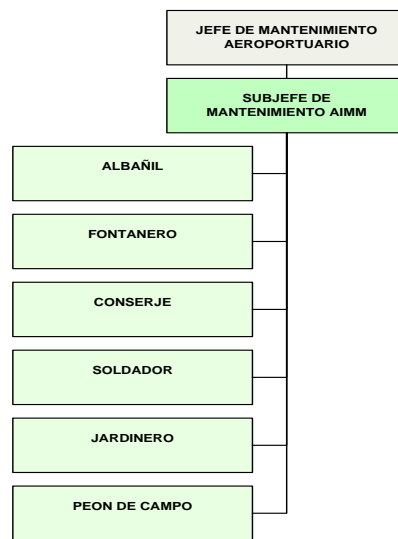 JEFE DE MANTENIMIENTO
AEROPORTUARIO
SUBJEFE DE
MANTENIMIENTO AIMM
ALBAÑIL
FONTANERO
CONSERJE
SOLDADOR
JARDINERO
PEON DE CAMPO